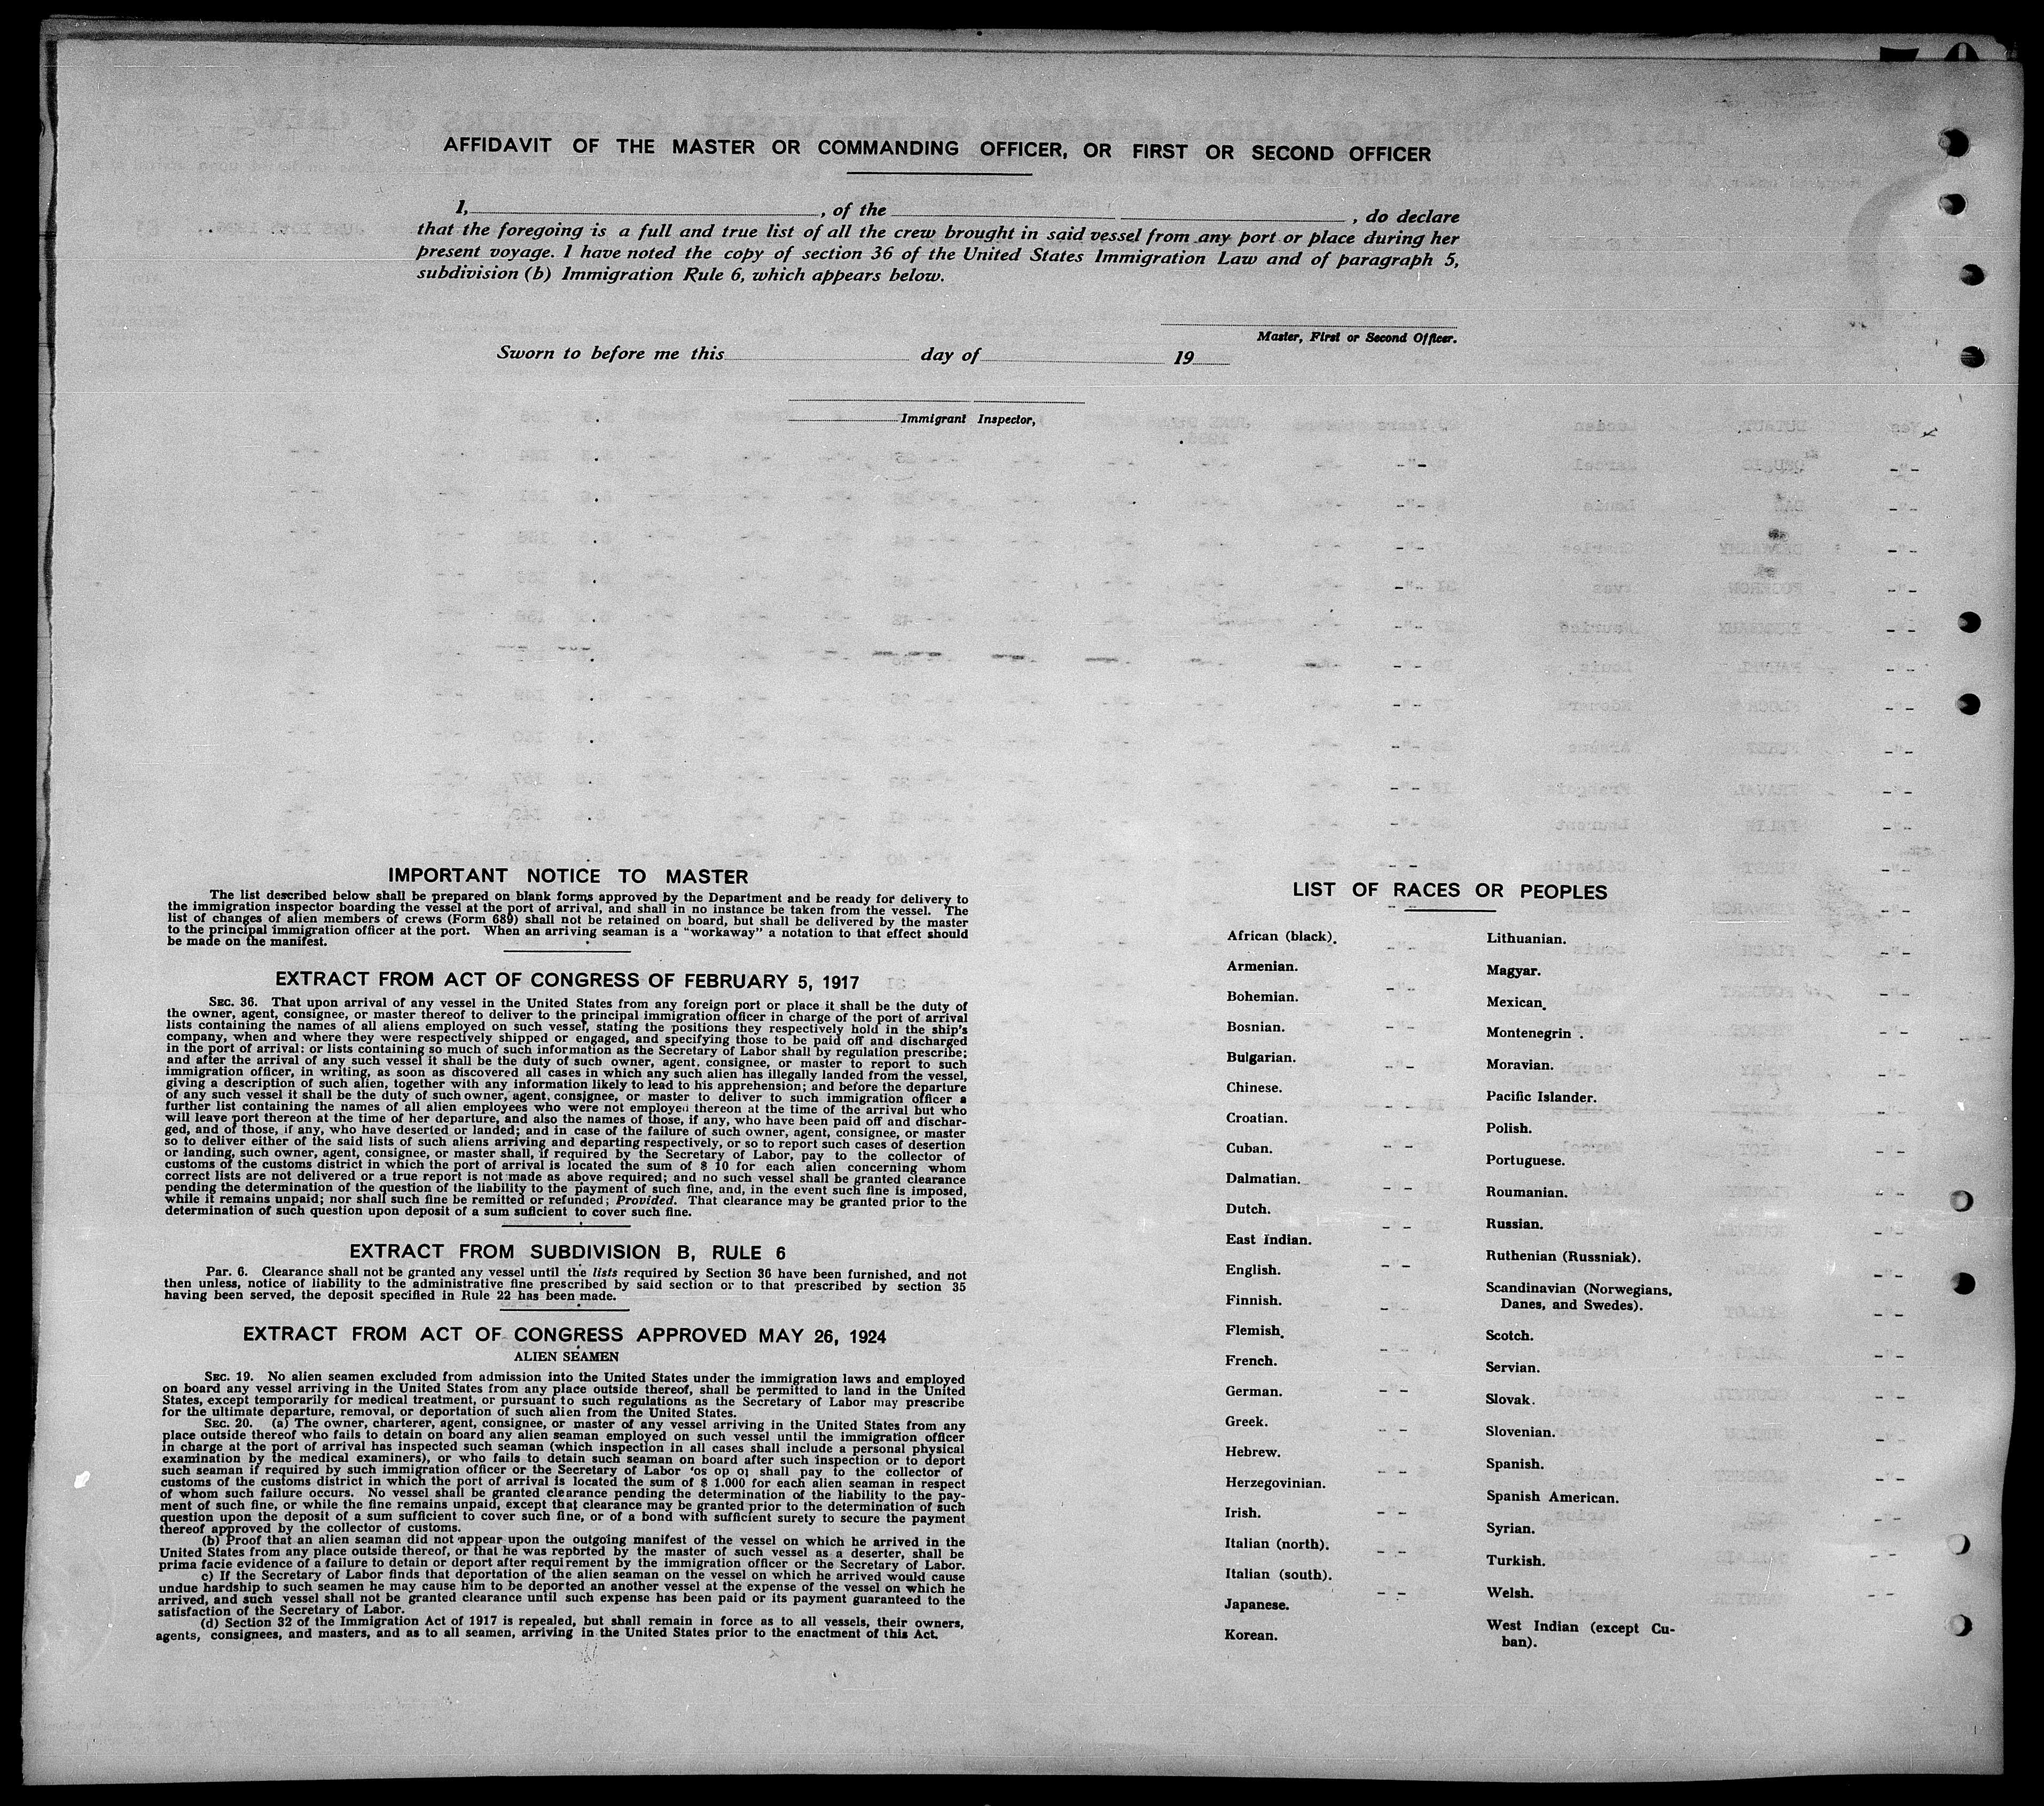 AFFIDAVIT OF THE MASTER OR COMMANDING OFFICER, OR FIRST OR SECOND OFFICER
I, , of the , do declare
that the foregoing is a full and true list of all the crew brought in said vessel from any port or place during her
present voyage. I have noted the copy of section 36 of the United States Immigration Law and of paragraph 5,
subdivision (b) Immigration Rule 6, which appears below.
Master, First or Second Officer.
Sworn to before me this day of 19
Immigrant Inspector,
IMPORTANT NOTICE TO MASTER
The list described below shall be prepared on blank forms approved by the Department and be ready for delivery to
the immigration inspector boarding the vessel at the port of arrival, and shall in no instance be taken from the vessel. The
list of changes of alien members of crews (Form 689) shall not be retained on board, but shall be delivered by the master
to the principal immigration officer at the port. When an arriving seaman is a "workaway" a notation to that effect should
be made on the manifest.
EXTRACT FROM ACT OF CONGRESS OF FEBRUARY 5, 1917
SEC. 36. That upon arrival of any vessel in the United States from any foreign port or place it shall be the duty of
the owner, agent, consignee, or master thereof to deliver to the principal immigration officer in charge of the port of arrival
lists containing the names of all aliens employed on such vessel, stating the positions they respectively hold in the ship's
company, when and where they were respectively shipped or engaged, and specifying those to be paid off and discharged
in the port of arrival: or lists containing so much of such information as the Secretary of Labor shall by regulation prescribe;
and after the arrival of any such vessel it shall be the duty of such owner, agent, consignee, or master to report to such
immigration officer, in writing, as soon as discovered all cases in which any such alien has illegally landed from the vessel,
giving a description of such alien, together with any information likely to lead to his apprehension; and before the departure
of any such vessel it shall be the duty of such owner, agent, consignee, or master to deliver to such immigration officer a
further list containing the names of all alien employees who were not employed thereon at the time of the arrival but who
will leave port thereon at the time of her departure, and also the names of those, if any, who have been paid off and dischar-
ged, and of those, if any, who have deserted or landed; and in case of the failure of such owner, agent, consignee, or master
so to deliver either of the said lists of such aliens arriving and departing respectively, or so to report such cases of desertion
or landing, such owner, agent, consignee, or master shall, if required by the Secretary of Labor, pay to the collector of
customs of the customs district in which the port of arrival is located the sum of $ 10 for each alien concerning whom
correct lists are not delivered or a true report is not made as above required; and no such vessel shall be granted clearance
pending the determination of the question of the liability to the payment of such fine, and, in the event such fine is imposed,
while it remains unpaid; nor shall such fine be remitted or refunded; Provided. That clearance may be granted prior to the
determination of such question upon deposit of a sum suficient to cover such fine.
EXTRACT FROM SUBDIVISION B, RULE 6
Par. 6. Clearance shall not be granted any vessel until the lists required by Section 36 have been furnished, and not
then unless, notice of liability to the administrative fine prescribed by said section or to that prescribed by section 35
having been served, the deposit specified in Rule 22 has been made.
EXTRACT FROM ACT OF CONGRESS APPROVED MAY 26, 1924
ALIEN SEAMEN
SEC. 19. No alien seamen excluded from admission into the United States under the immigration laws and employed
on board any vessel arriving in the United States from any place outside thereof, shall be permitted to land in the United
States, except temporarily for medical treatment, or pursuant to such regulations as the Secretary of Labor may prescribe
for the ultimate departure, removal, or deportation of such alien from the United States.
SEC. 20. (a) The owner, charterer, agent, consignee, or master of any vessel arriving in the United States from any
place outside thereof who fails to detain on board any alien seaman employed on such vessel until the immigration officer
in charge at the port of arrival has inspected such seaman (which inspection in all cases shall include a personal physical
examination by the medical examiners), or who fails to detain such seaman on board after such inspection or to deport
such seaman if required by such immigration officer or the Secretary of Labor 'os op oʇ shall pay to the collector of
customs of the customs district in which the port of arrival is located the sum of $ 1.000 for each alien seaman in respect
of whom such failure occurs. No vessel shall be granted clearance pending the determination of the liability to the pay-
ment of such fine, or while the fine remains unpaid, except that clearance may be granted prior to the determination of such
question upon the deposit of a sum sufficient to cover such fine, or of a bond with sufficient surety to secure the payment
thereof approved by the collector of customs.
(b) Proof that an alien seaman did not appear upon the outgoing manifest of the vessel on which he arrived in the
United States from any place outside thereof, or that he was reported by the master of such vessel as a deserter, shall be
prima facie evidence of a failure to detain or deport after requirement by the immigration officer or the Secretary of Labor.
c) If the Secretary of Labor finds that deportation of the alien seaman on the vessel on which he arrived would cause
undue hardship to such seamen he may cause him to be deported an another vessel at the expense of the vessel on which he
arrived, and such vessel shall not be granted clearance until such expense has been paid or its payment guaranteed to the
satisfaction of the Secretary of Labor.
(d) Section 32 of the Immigration Act of 1917 is repealed, but shall remain in force as to all vessels, their owners,
agents, consignees, and masters, and as to all seamen, arriving in the United States prior to the enactment of this Act.
LIST OF RACES OR PEOPLES
African (black).
Armenian.
Bohemian.
Bosnian.
Bulgarian.
Chinese.
Croatian.
Cuban.
Dalmatian.
Dutch.
East Indian.
English.
Finnish.
Flemish.
French.
German.
Greek.
Hebrew.
Herzegovinian.
Irish.
Italian (north).
Italian (south).
Japanese.
Korean.
Lithuanian.
Magyar.
Mexican.
Montenegrin .
Moravian.
Pacific Islander.
Polish.
Portuguese.
Roumanian.
Russian.
Ruthenian (Russniak).
Scandinavian (Norwegians,
Danes, and Swedes).
Scotch.
Servian.
Slovak.
Slovenian.
Spanish.
Spanish American.
Syrian.
Turkish.
Welsh.
West Indian (except Cu-
ban).